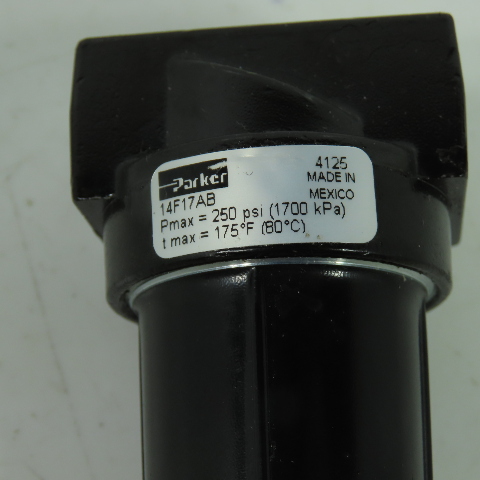 Parker
14F17AB
4125
MADE IN
MEXICO
Pmax = 250 psi (1700 kPa)
t max = 175°F (80°C)